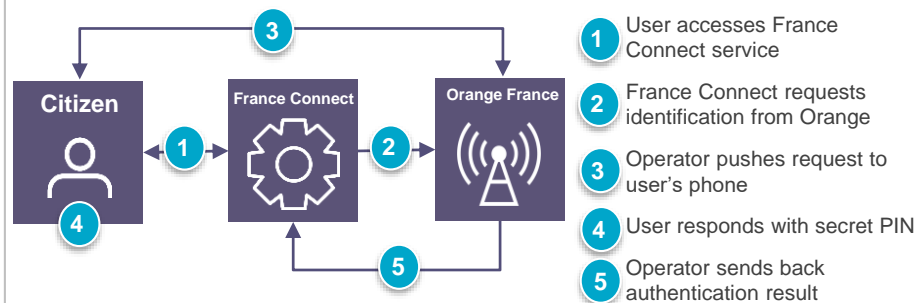 3
Citizen
France Connect
Orange France
1
2
4
5
1
User accesses France
Connect service
2
France Connect requests
identification from Orange
3
Operator pushes request to
user's phone
4
User responds with secret PIN
5
Operator sends back
authentication result